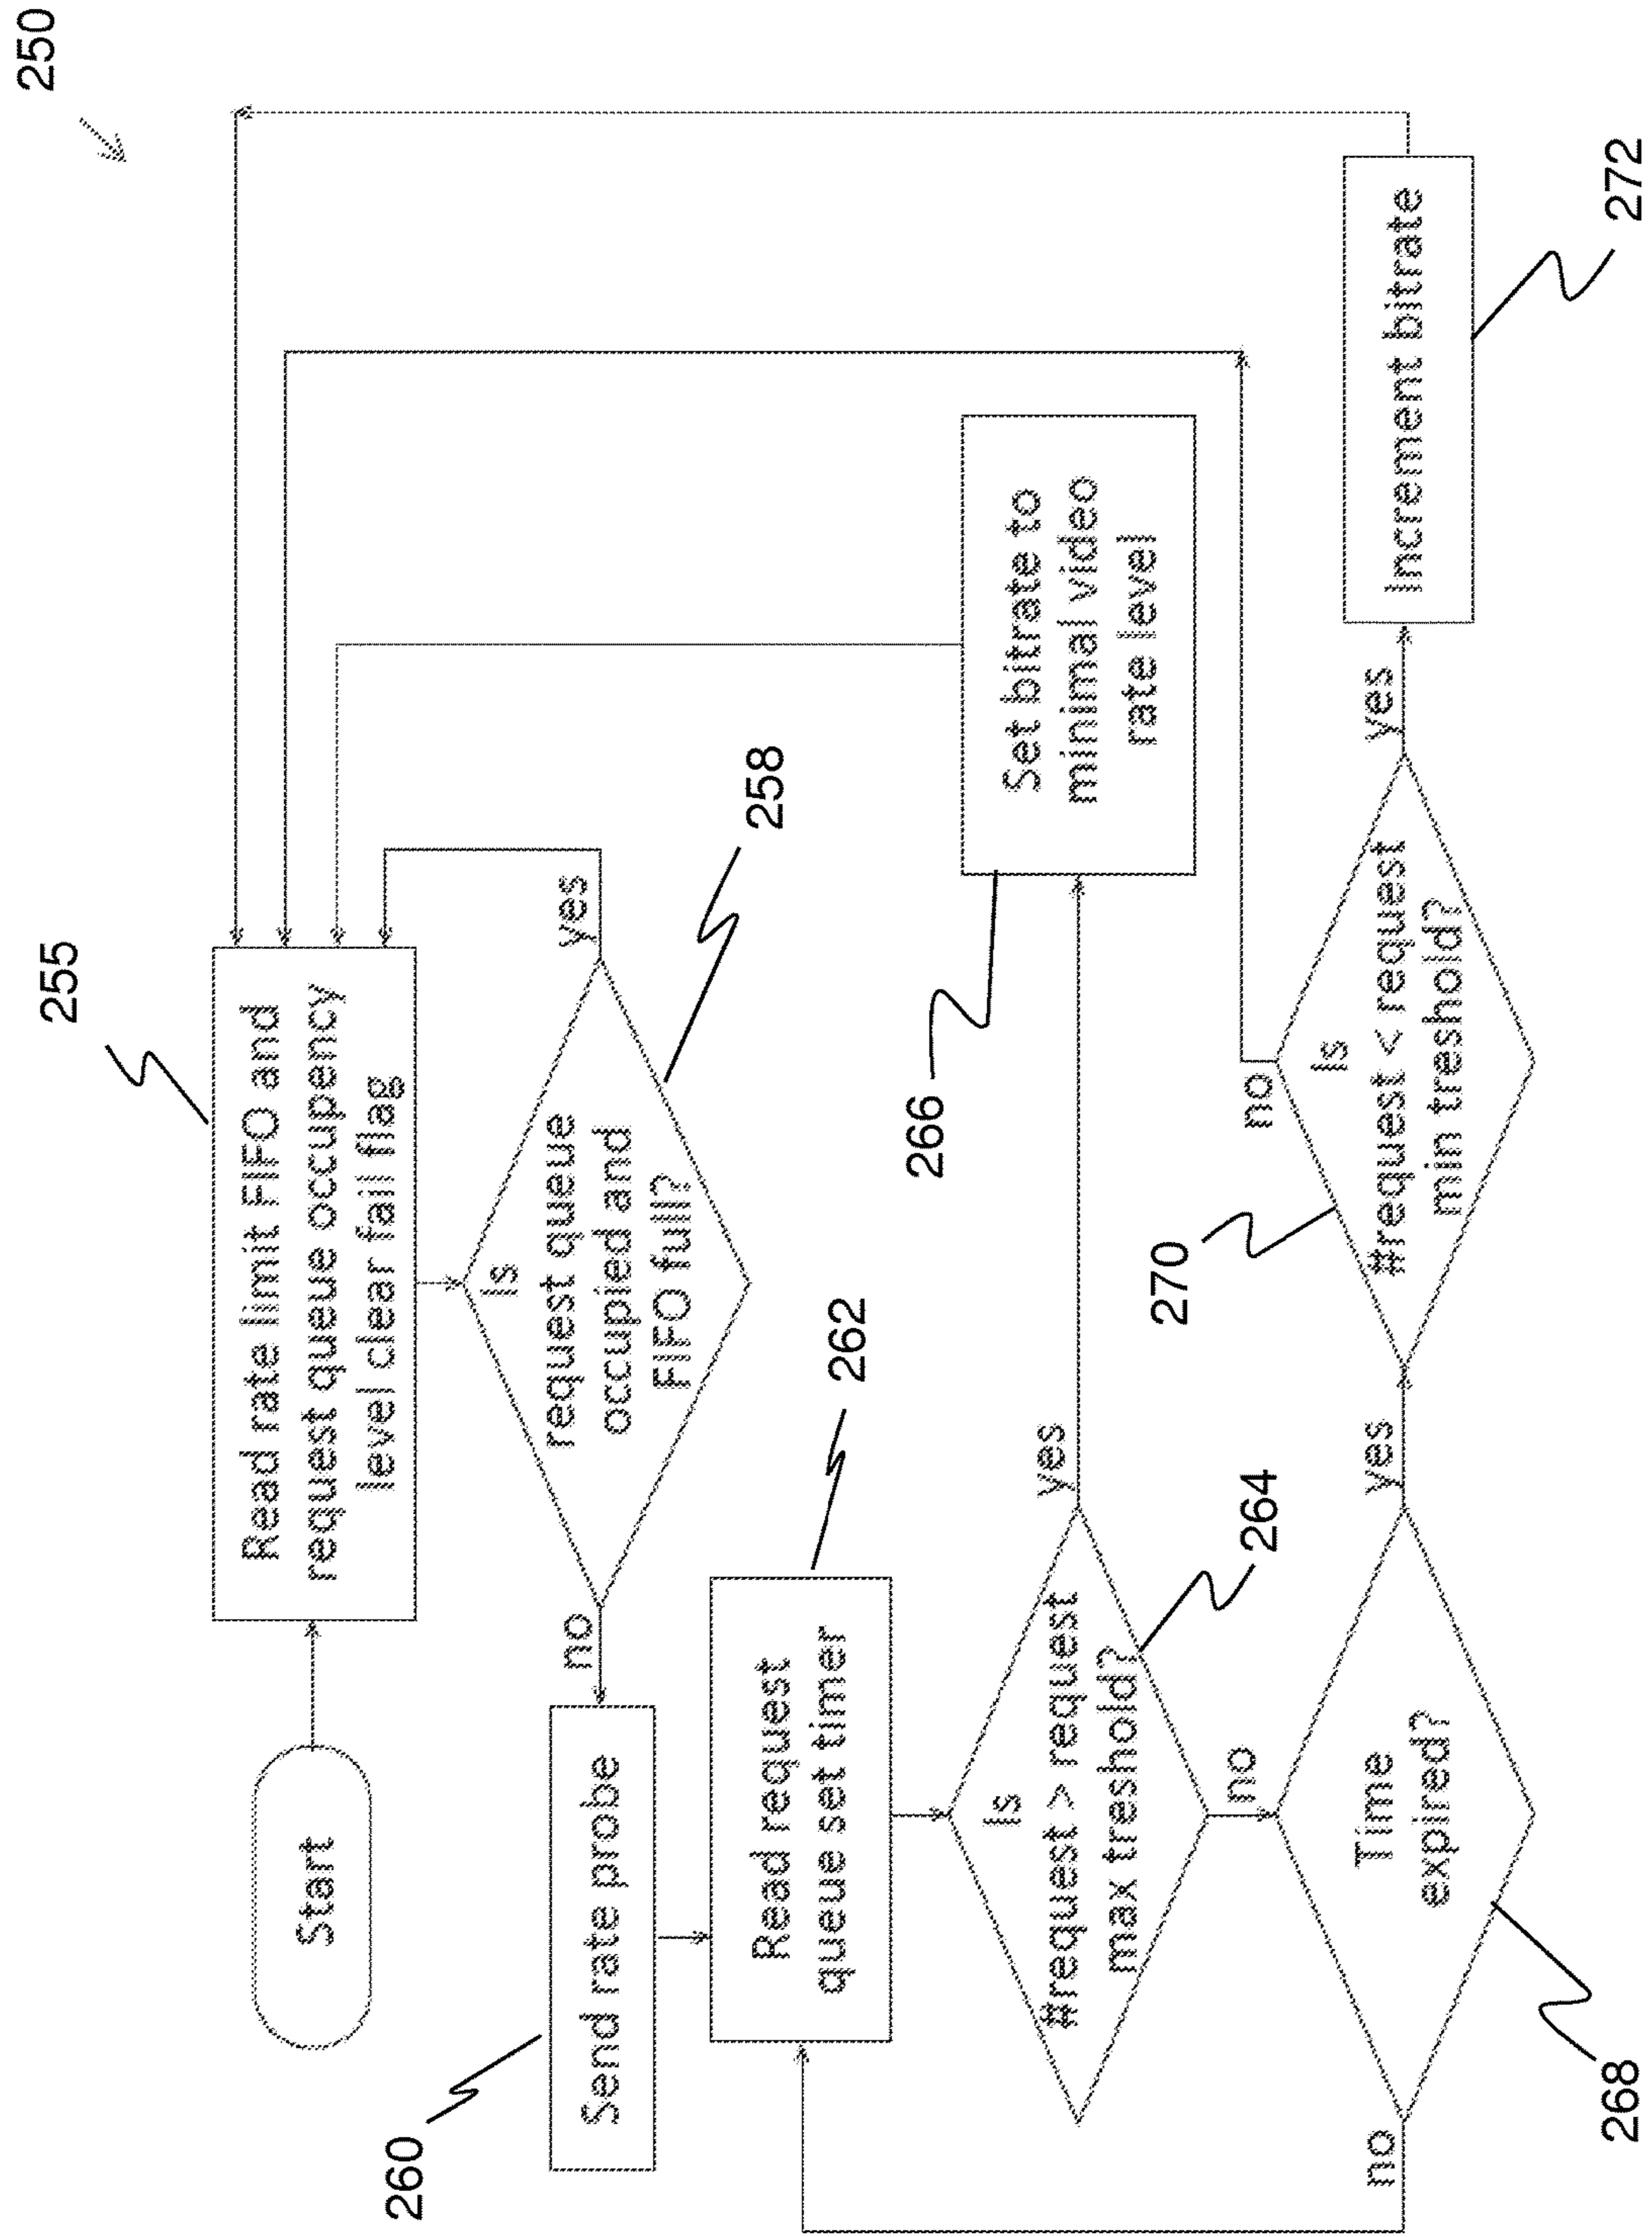 250
255
Start
Read rate limit FIFO and
request queue occupency
level clear fail flag
Is
request queue
occupied and
FIFO full?
yes
no
258
260
Send rate probe
262
Read request
queue set timer
Is
#request > request
max treshold?
yes
no
264
266
Set bitrate to
minimal video
rate level
Time
expired?
no
yes
268
270
Is
#request < request
min treshold?
no
yes
Increment bitrate
272